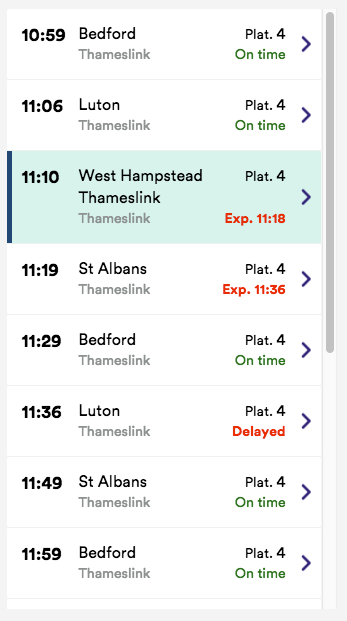 10:59 Bedford Plat. 4
Thameslink On time
11:06 Luton Plat. 4
Thameslink On time
11:10 West Hampstead Plat. 4
Thameslink
Thameslink Exp. 11:18
11:19 St Albans Plat. 4
Thameslink Exp. 11:36
11:29 Bedford Plat. 4
Thameslink On time
11:36 Luton Plat. 4
Thameslink Delayed
11:49 St Albans Plat. 4
Thameslink On time
11:59 Bedford Plat. 4
Thameslink On time